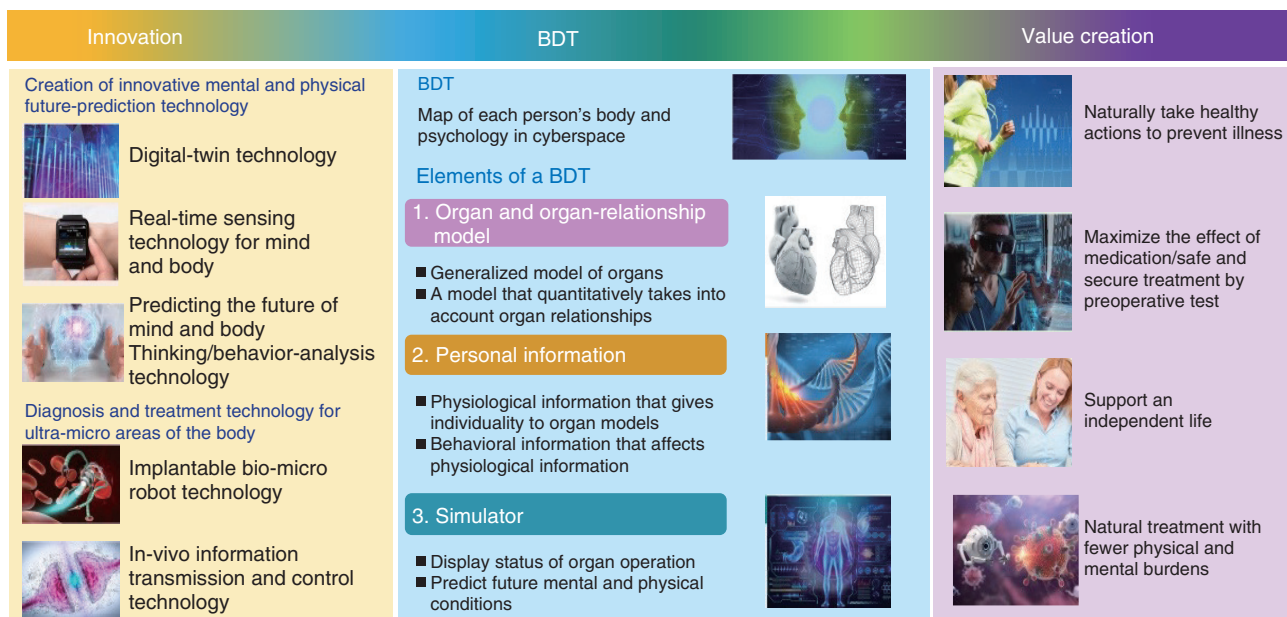 Innovation
BDT
Value creation
Creation of innovative mental and physical
future-prediction technology
Digital-twin technology
Real-time sensing
technology for mind
and body
Predicting the future of
mind and body
Thinking/behavior-analysis
technology
Diagnosis and treatment technology for
ultra-micro areas of the body
Implantable bio-micro
robot technology
In-vivo information
transmission and control
technology
BDT
Map of each person's body and
psychology in cyberspace
Elements of a BDT
1. Organ and organ-relationship
model
■ Generalized model of organs
■ A model that quantitatively takes into
account organ relationships
2. Personal information
■ Physiological information that gives
individuality to organ models
■ Behavioral information that affects
physiological information
3. Simulator
■ Display status of organ operation
■ Predict future mental and physical
conditions
Naturally take healthy
actions to prevent illness
Maximize the effect of
medication/safe and
secure treatment by
preoperative test
Support an
independent life
Natural treatment with
fewer physical and
mental burdens